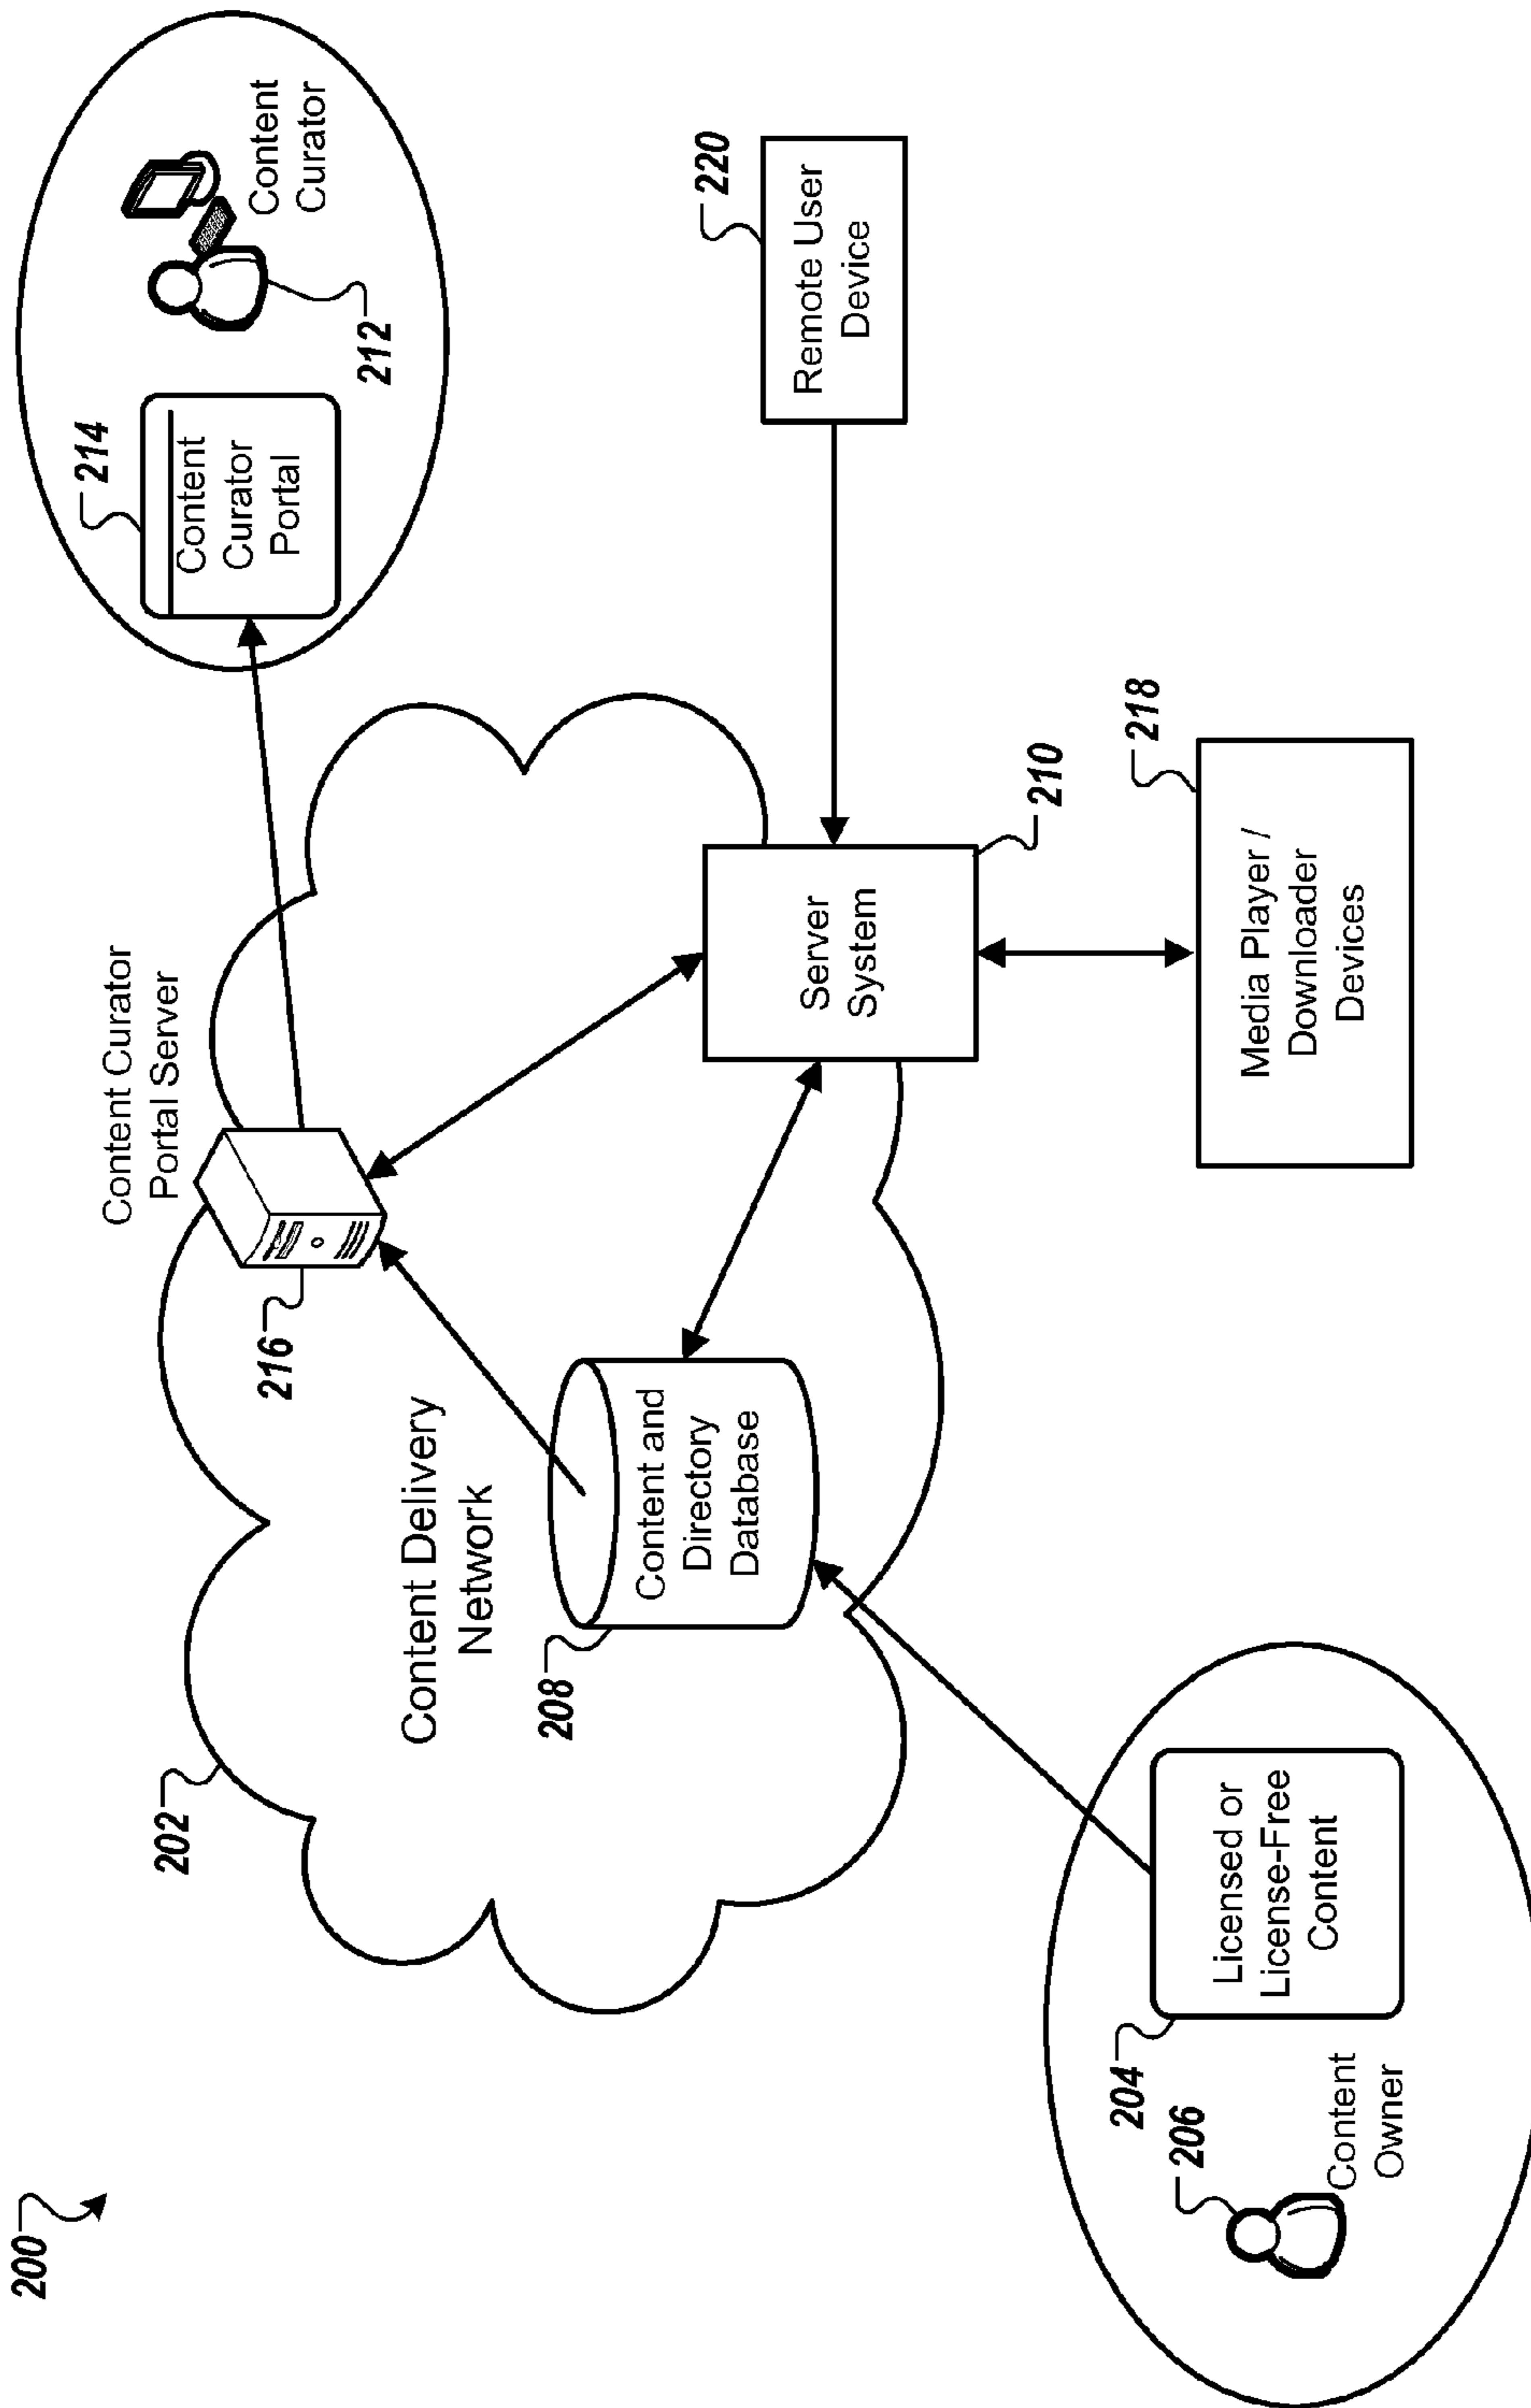 200
202
Content Delivery
Network
Content Curator
Portal Server
216
214
Content
Curator
Portal
Content
Curator
212
208
Content and
Directory
Database
Server
System
210
220
Remote User
Device
204
206
Content
Owner
Licensed or
License-Free
Content
218
Media Player /
Downloader
Devices